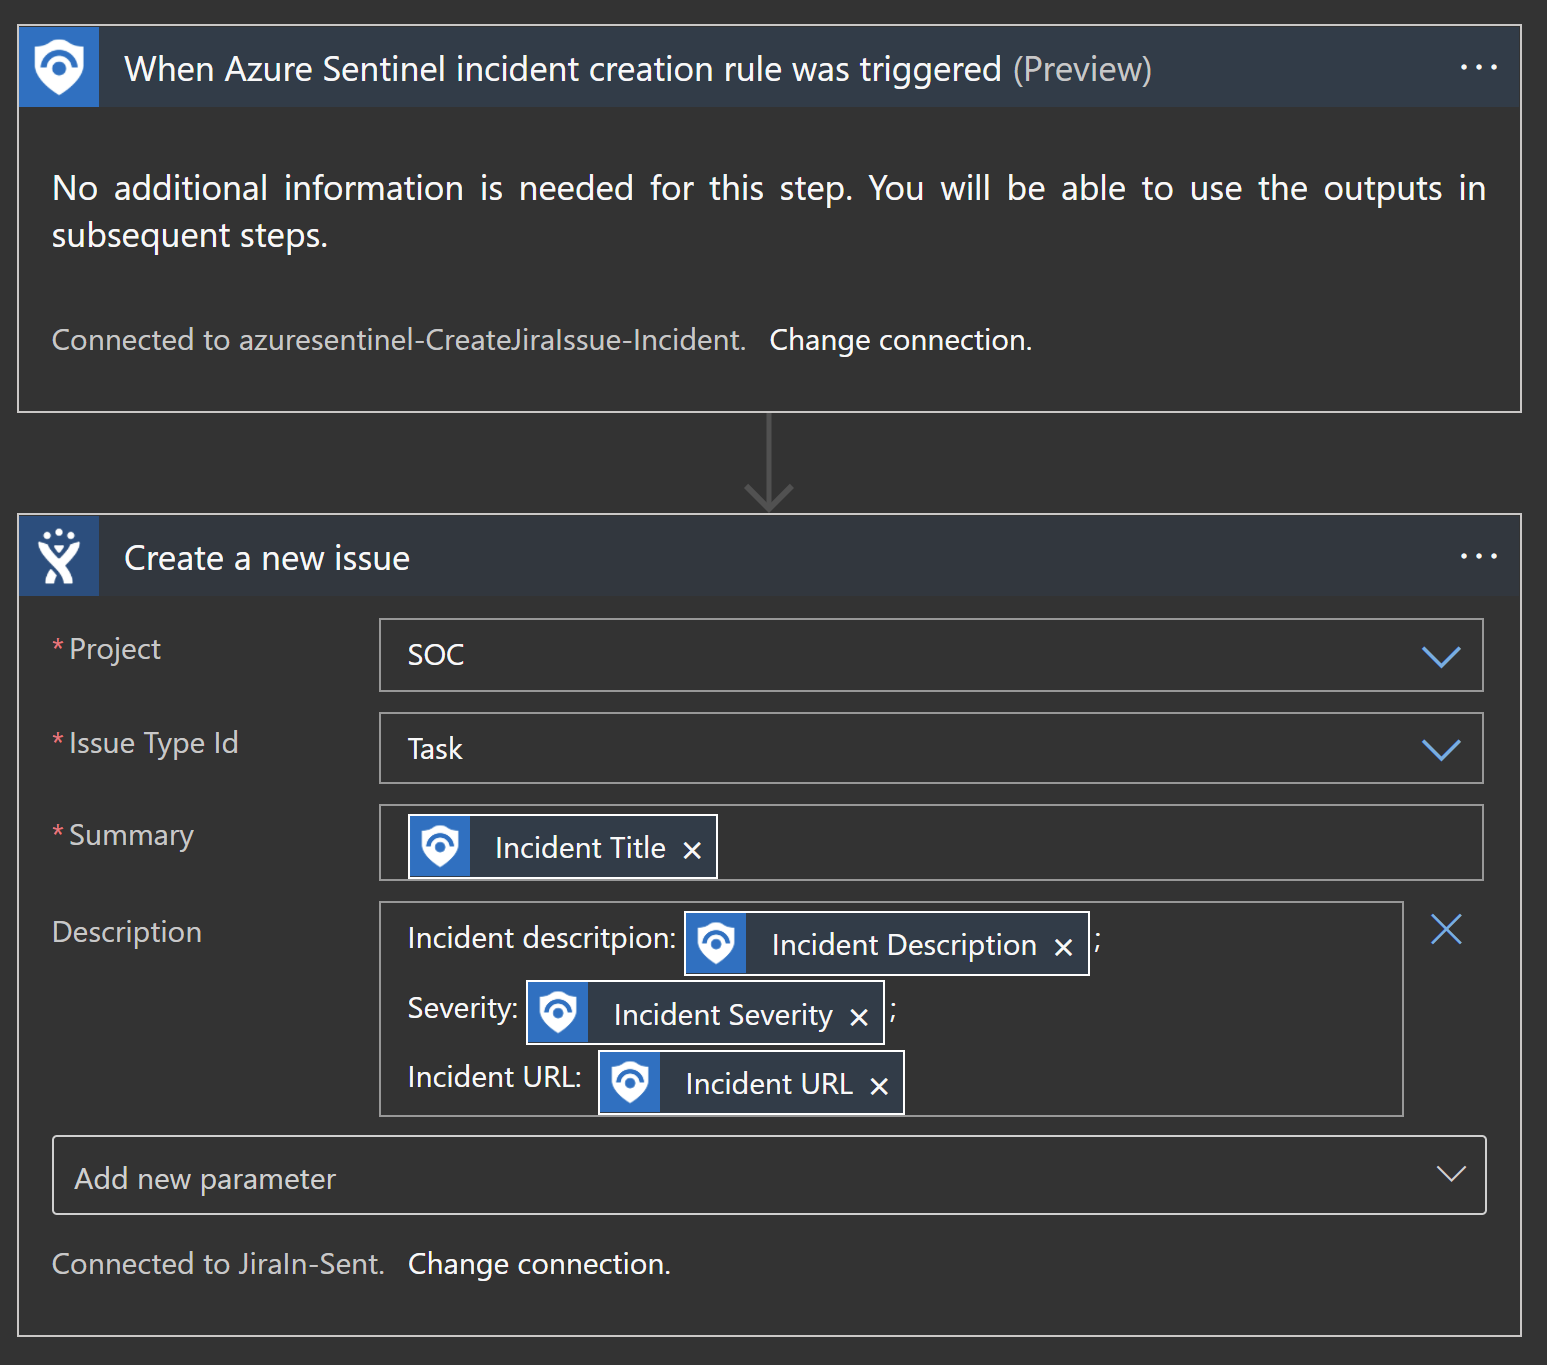 When Azure Sentinel incident creation rule was triggered (Preview)
No additional information is needed for this step. You will be able to use the outputs in
subsequent steps.
Connected to azuresentinel-CreateJiraIssue-Incident. Change connection.
Create a new issue
* Project
SOC
* Issue Type Id
Task
* Summary
Incident Title ×
Description
Incident descritpion: Incident Description × ;
Severity: Incident Severity × ;
Incident URL: Incident URL ×
Add new parameter
Connected to JiraIn-Sent. Change connection.